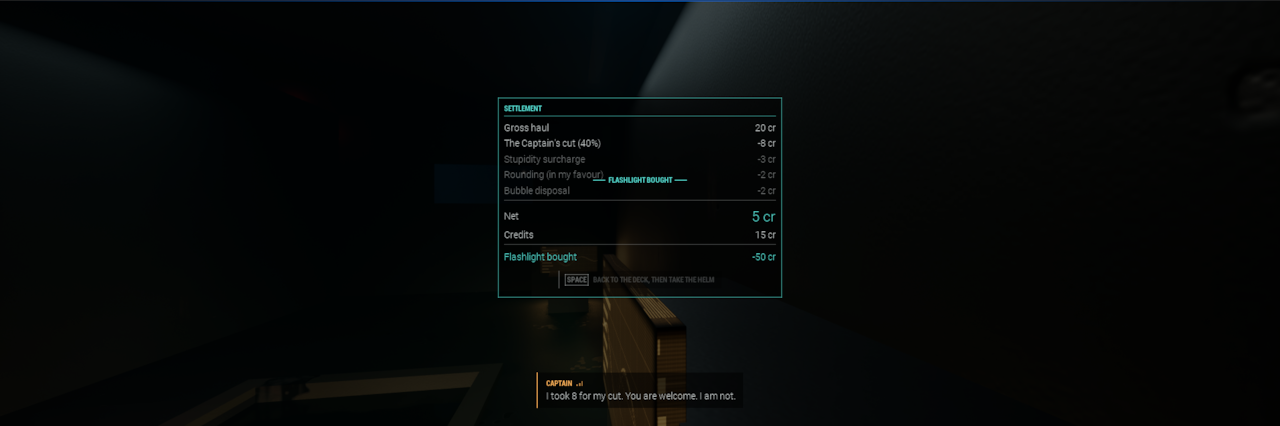 SETTLEMENT
Gross haul 20 cr
The Captain's cut (40%) -8 cr
Stupidity surcharge -3 cr
Rounding (in my favour) -2 cr
FLASHLIGHT BOUGHT
Bubble disposal -2 cr
Net 5 cr
Credits 15 cr
Flashlight bought -50 cr
SPACE BACK TO THE DECK, THEN TAKE THE HELM
CAPTAIN
I took 8 for my cut. You are welcome. I am not.